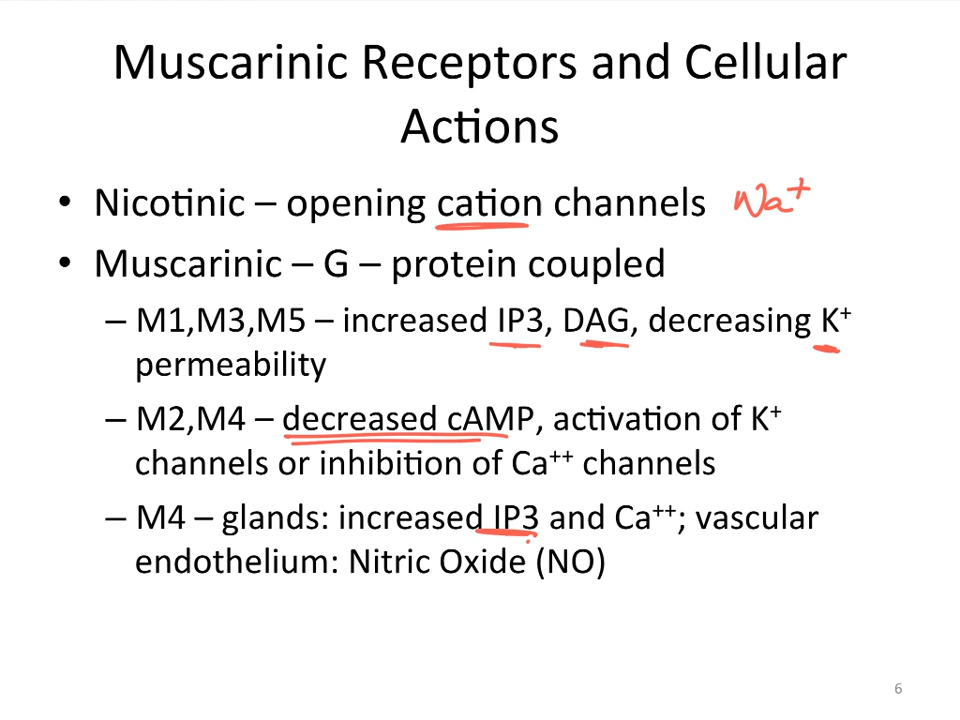 Muscarinic Receptors and Cellular
Actions
• Nicotinic – opening cation channels Na+
• Muscarinic – G – protein coupled
– M1,M3,M5 – increased IP3, DAG, decreasing K+
permeability
– M2,M4 – decreased cAMP, activation of K+
channels or inhibition of Ca++ channels
– M4 – glands: increased IP3 and Ca++; vascular
endothelium: Nitric Oxide (NO)
6